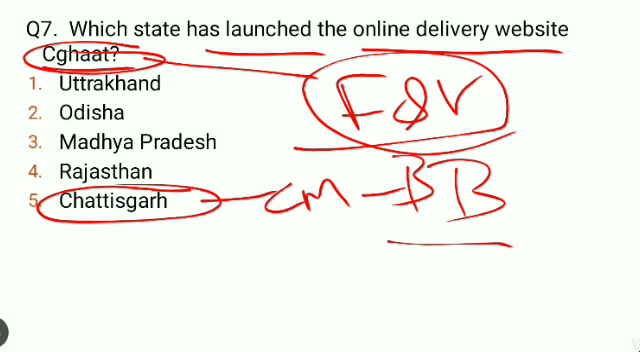 Q7. Which state has launched the online delivery website
Cghaat?
1. Uttrakhand
2. Odisha
3. Madhya Pradesh
4. Rajasthan
5. Chattisgarh
F&V
CM - BB